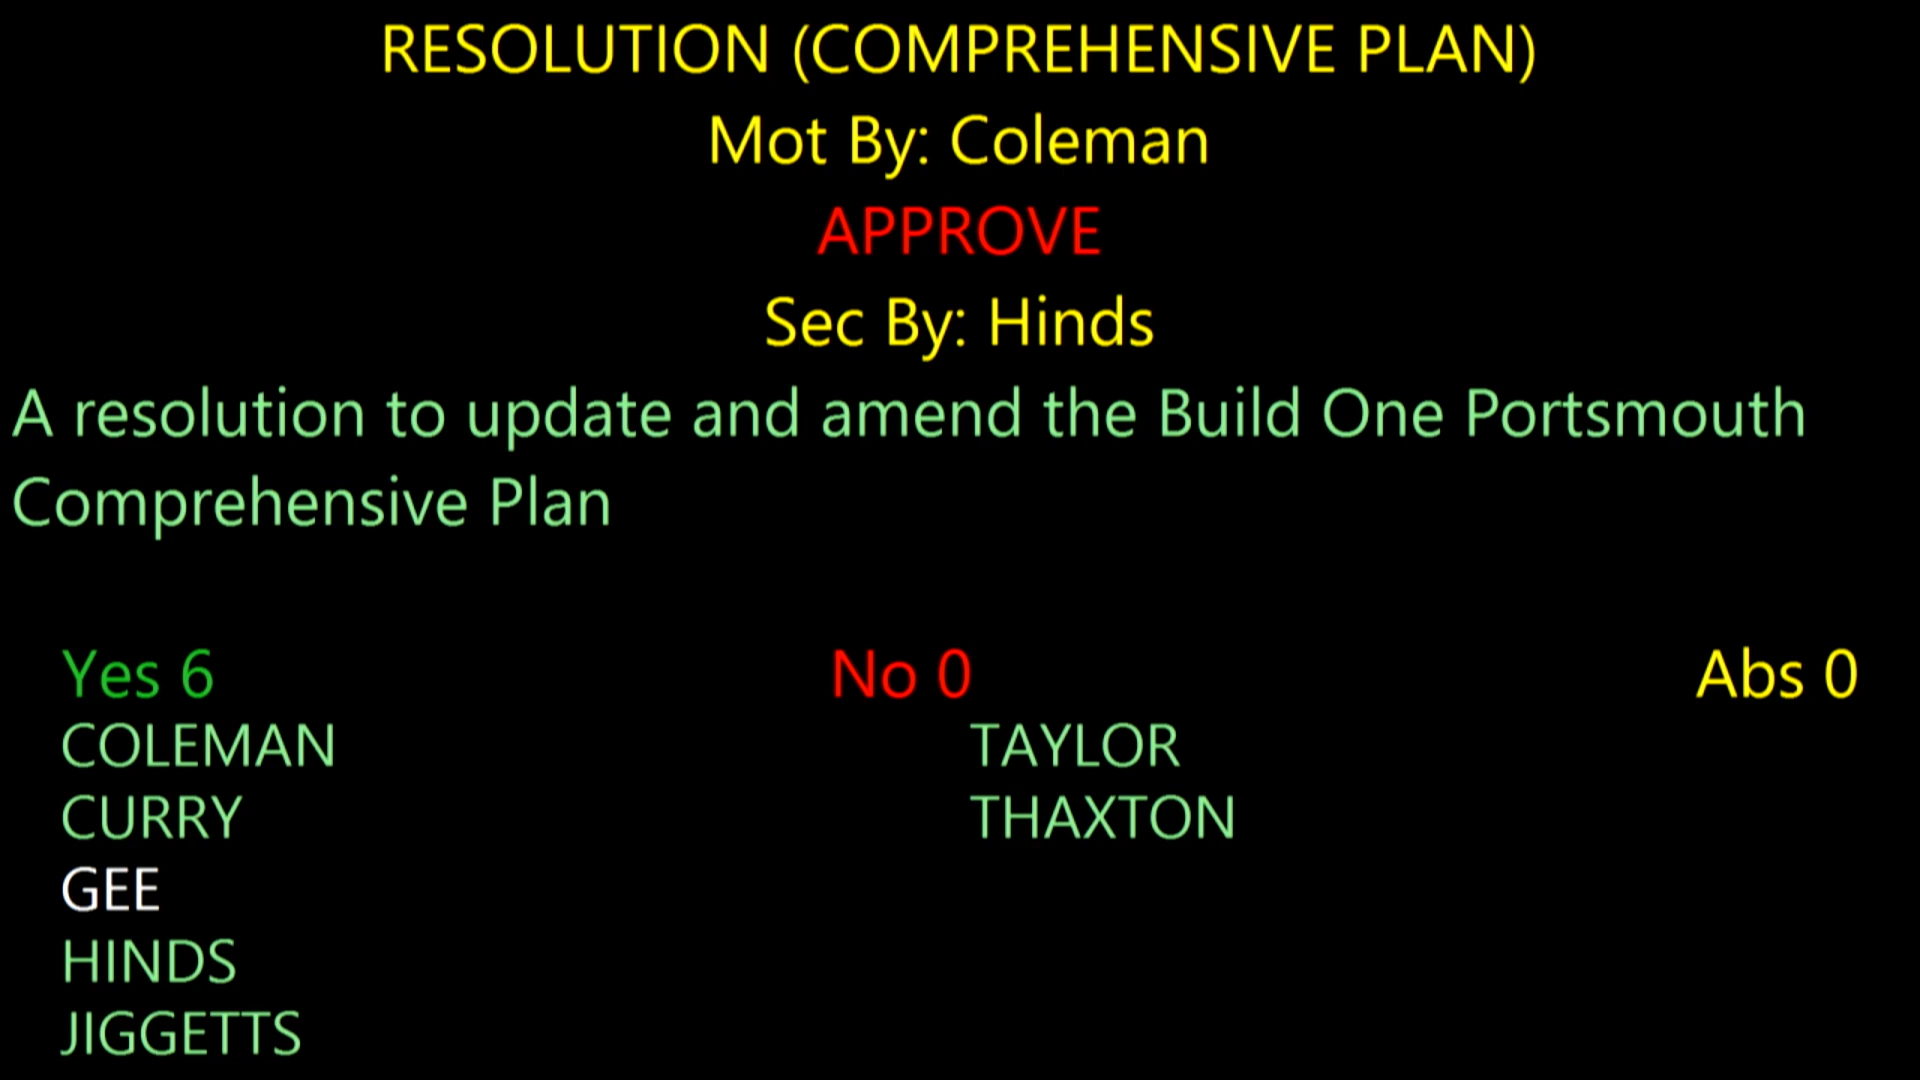 RESOLUTION (COMPREHENSIVE PLAN)
Mot By: Coleman
APPROVE
Sec By: Hinds
A resolution to update and amend the Build One Portsmouth
Comprehensive Plan
Yes 6 No 0 Abs 0
COLEMAN TAYLOR
CURRY THAXTON
GEE
HINDS
JIGGETTS